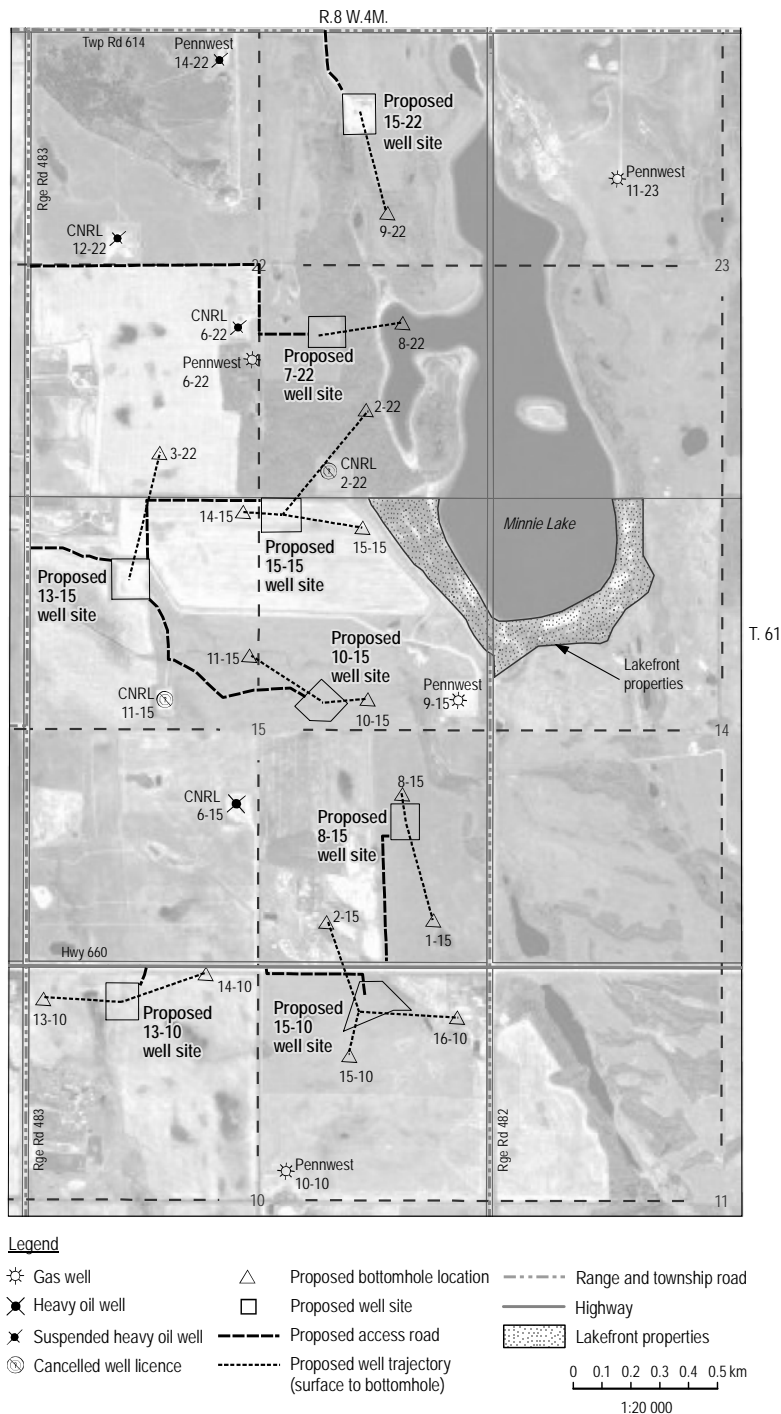 R.8 W.4M.
Twp Rd 614
Pennwest
14-22
Proposed
15-22
well site
Rge Rd 483
Pennwest
11-23
9-22
CNRL
12-22
22
23
CNRL
6-22
8-22
Pennwest
6-22
Proposed
7-22
well site
2-22
3-22
CNRL
2-22
14-15
15-15
Minnie Lake
Proposed
15-15
well site
Proposed
13-15
well site
T. 61
Proposed
10-15
well site
11-15
Lakefront
properties
CNRL
11-15
Pennwest
9-15
10-15
15
14
8-15
CNRL
6-15
Proposed
8-15
well site
2-15
1-15
Hwy 660
14-10
13-10
Proposed
13-10
well site
Proposed
15-10
well site
16-10
15-10
Rge Rd 483
Rge Rd 482
Pennwest
10-10
10
11
Legend
Gas well
Heavy oil well
Suspended heavy oil well
Cancelled well licence
Proposed bottomhole location
Proposed well site
Proposed access road
Proposed well trajectory
(surface to bottomhole)
Range and township road
Highway
Lakefront properties
0 0.1 0.2 0.3 0.4 0.5 km
1:20 000